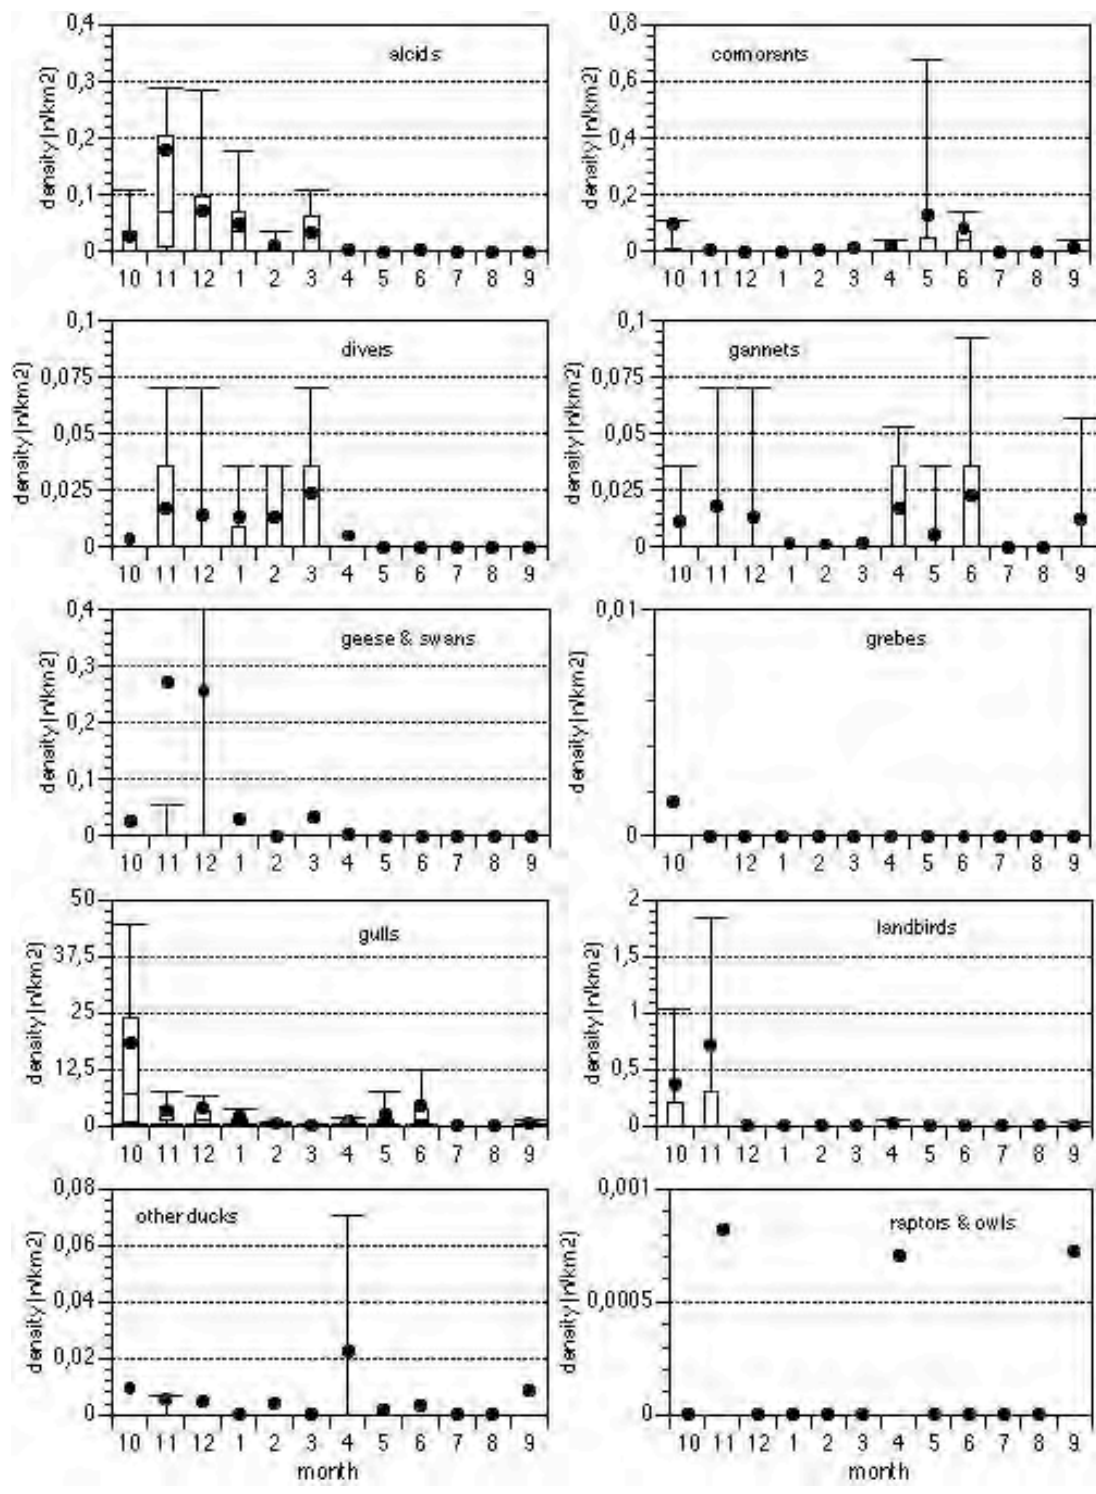 0,4
0,3
0,2
0,1
0
density [n/km2]
alcids
10 11 12 1 2 3 4 5 6 7 8 9
0,8
0,6
0,4
0,2
0
density [n/km2]
cormorants
10 11 12 1 2 3 4 5 6 7 8 9
0,1
0,075
0,05
0,025
0
density [n/km2]
divers
10 11 12 1 2 3 4 5 6 7 8 9
0,1
0,075
0,05
0,025
0
density [n/km2]
gannets
10 11 12 1 2 3 4 5 6 7 8 9
0,4
0,3
0,2
0,1
0
density [n/km2]
geese & swans
10 11 12 1 2 3 4 5 6 7 8 9
0,01
0
density [n/km2]
grebes
10 11 12 1 2 3 4 5 6 7 8 9
50
37,5
25
12,5
0
density [n/km2]
gulls
10 11 12 1 2 3 4 5 6 7 8 9
2
1,5
1
0,5
0
density [n/km2]
landbirds
10 11 12 1 2 3 4 5 6 7 8 9
0,08
0,06
0,04
0,02
0
density [n/km2]
other ducks
10 11 12 1 2 3 4 5 6 7 8 9
month
0,001
0,0005
0
density [n/km2]
raptors & owls
10 11 12 1 2 3 4 5 6 7 8 9
month